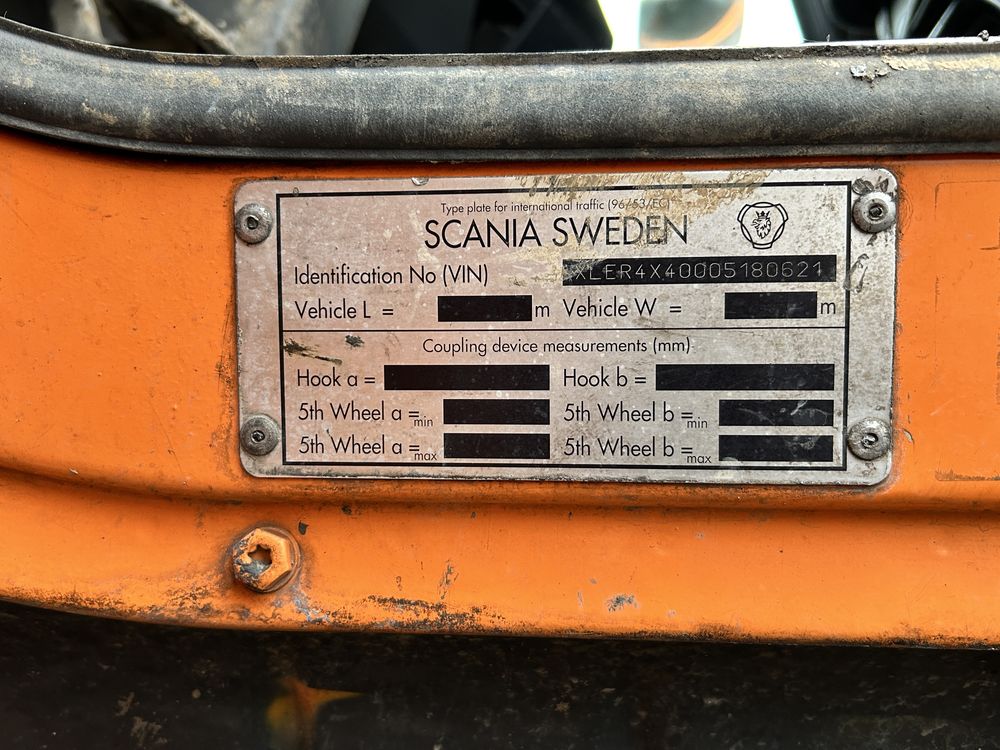 Type plate for international traffic (96/53/EC)
SCANIA SWEDEN
Identification No (VIN) XLER4X40005180621
Vehicle L = m Vehicle W = m
Coupling device measurements (mm)
Hook a = Hook b =
5th Wheel a =min 5th Wheel b =min
5th Wheel a =max 5th Wheel b =max